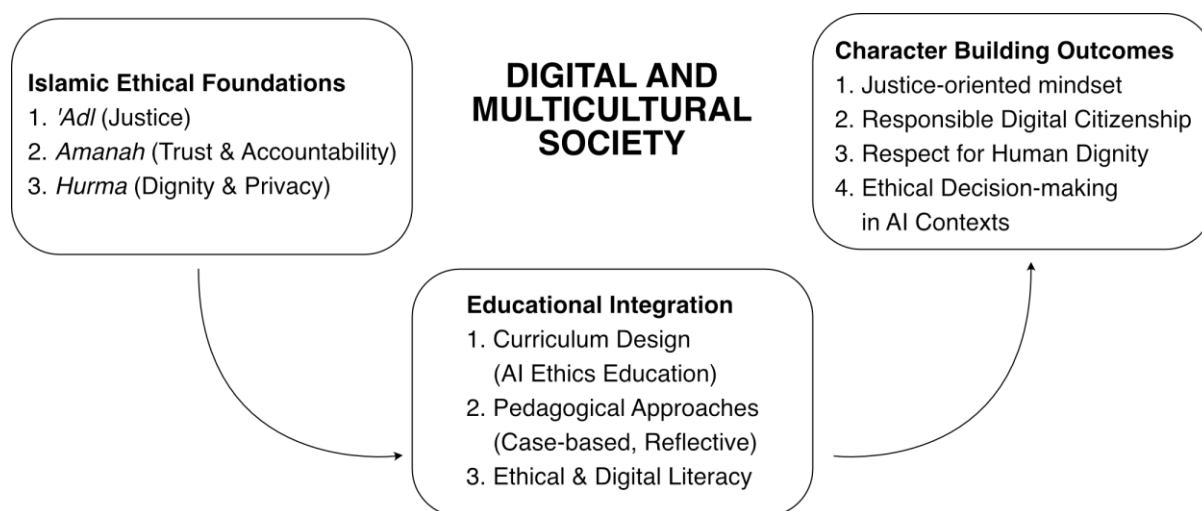 Islamic Ethical Foundations
1. 'Adl (Justice)
2. Amanah (Trust & Accountability)
3. Hurma (Dignity & Privacy)
DIGITAL AND
MULTICULTURAL
SOCIETY
Character Building Outcomes
1. Justice-oriented mindset
2. Responsible Digital Citizenship
3. Respect for Human Dignity
4. Ethical Decision-making
in AI Contexts
Educational Integration
1. Curriculum Design
(AI Ethics Education)
2. Pedagogical Approaches
(Case-based, Reflective)
3. Ethical & Digital Literacy